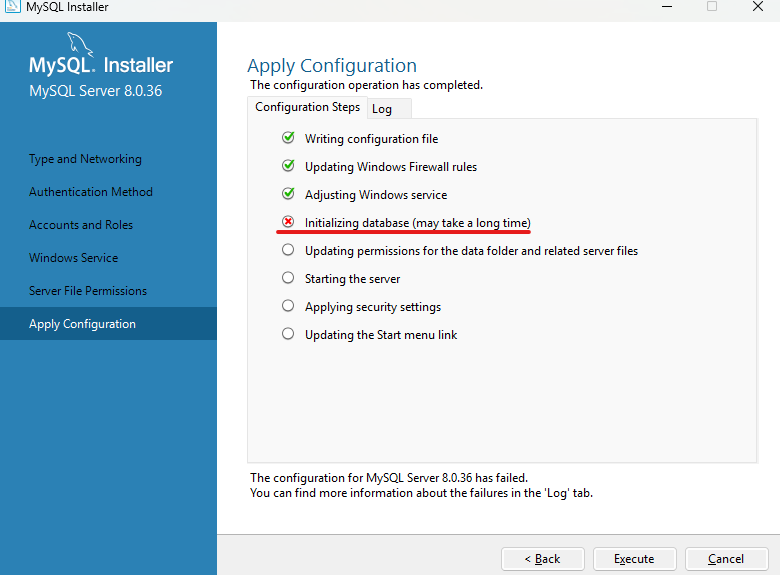 MySQL Installer
MySQL. Installer
MySQL Server 8.0.36
Type and Networking
Authentication Method
Accounts and Roles
Windows Service
Server File Permissions
Apply Configuration
Apply Configuration
The configuration operation has completed.
Configuration Steps Log
Writing configuration file
Updating Windows Firewall rules
Adjusting Windows service
Initializing database (may take a long time)
Updating permissions for the data folder and related server files
Starting the server
Applying security settings
Updating the Start menu link
The configuration for MySQL Server 8.0.36 has failed.
You can find more information about the failures in the 'Log' tab.
< Back Execute Cancel